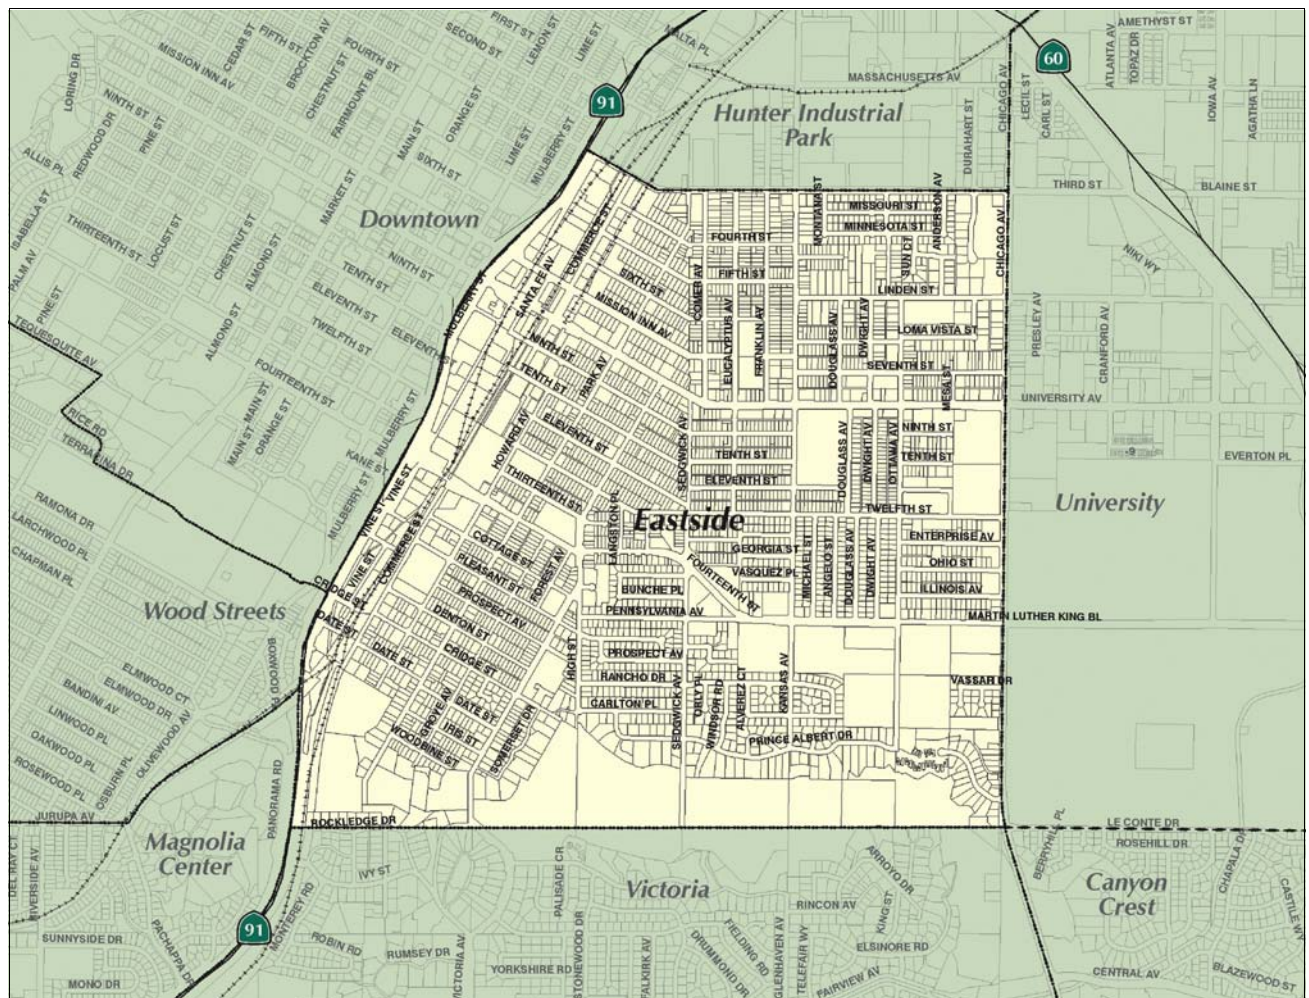 FIRST ST
LEMON ST
LIME ST
SECOND ST
MALTA PL
CEDAR ST
FIFTH ST
BROCKTON AV
FOURTH ST
CHESTNUT ST
FAIRMOUNT BL
MISSION INN AV
LORING DR
NINTH ST
REDWOOD DR
PINE ST
ORANGE ST
MAIN ST
SIXTH ST
LIME ST
MULBERRY ST
91
60
AMETHYST ST
ATLANTA AV
TOPAZ DR
MASSACHUSETTS AV
Hunter Industrial
Park
DURAHART ST
CHICAGO AV
LECIL ST
CARL ST
IOWA AV
AGATHA LN
ALLIS PL
ISABELLA ST
PALM AV
THIRTEENTH ST
LOCUST ST
MARKET ST
Downtown
CHESTNUT ST
ALMOND ST
NINTH ST
TENTH ST
ELEVENTH ST
TWELFTH ST
ELEVENTH ST
ALMOND ST
PINE ST
TEQUESQUITE AV
FOURTEENTH ST
MAIN ST
MAIN ST
ORANGE ST
MULBERRY ST
KANE ST
MULBERRY ST
RICE RD
TERRACINA DR
THIRD ST
BLAINE ST
NIKI WY
MONTANA ST
MISSOURI ST
MINNESOTA ST
ANDERSON AV
SUN CT
CHICAGO AV
FOURTH ST
FIFTH ST
LINDEN ST
COMMERCE ST
SANTA FE AV
MULBERRY ST
SIXTH ST
MISSION INN AV
COMER AV
EUCALYPTUS AV
FRANKLIN AV
DOUGLASS AV
DWIGHT AV
LOMA VISTA ST
SEVENTH ST
MESA ST
PRESLEY AV
CRANFORD AV
UNIVERSITY AV
EVERTON PL
University
NINTH ST
TENTH ST
PARK AV
HOWARD AV
ELEVENTH ST
THIRTEENTH ST
SEDGWICK AV
TENTH ST
ELEVENTH ST
DOUGLASS AV
DWIGHT AV
OTTAWA AV
NINTH ST
TENTH ST
TWELFTH ST
LANGSTON PL
Eastside
ENTERPRISE AV
OHIO ST
ILLINOIS AV
MARTIN LUTHER KING BL
GEORGIA ST
VASQUEZ PL
FOURTEENTH ST
MICHAEL ST
ANGELO ST
DOUGLASS AV
DWIGHT AV
VINE ST
VINE ST
VINE ST
COMMERCE ST
COTTAGE ST
PLEASANT ST
FOREST AV
PROSPECT AV
DENTON ST
CRIDGE ST
BUNCHE PL
PENNSYLVANIA AV
PROSPECT AV
RANCHO DR
CARLTON PL
HIGH ST
CRIDGE ST
DATE ST
DATE ST
DATE ST
GROVE AV
IRIS ST
WOODBINE ST
SOMERSET DR
SEDGWICK AV
ORLY PL
WINDSOR RD
ALVEREZ CT
KANSAS AV
PRINCE ALBERT DR
VASSAR DR
ROCKLEDGE DR
RAMONA DR
LARCHWOOD PL
CHAPMAN PL
Wood Streets
BOXWOOD PL
ELMWOOD CT
ELMWOOD DR
BANDINI AV
LINWOOD PL
OAKWOOD PL
ROSEWOOD PL
OSBURN PL
OLIVEWOOD AV
PANORAMA RD
JURUPA AV
Magnolia
Center
DEL RAY CT
RIVERSIDE AV
SUNNYSIDE DR
MONO DR
PACHAPPA DR
91
MONTEREY RD
IVY ST
ROBIN RD
RUMSEY DR
VICTORIA AV
YORKSHIRE RD
PALISADE CR
STONEWOOD DR
Victoria
FALKIRK AV
DRUMMOND DR
FIELDING RD
GLENHAVEN AV
TELEFAIR WY
RINCON AV
FAIRVIEW AV
ARROYO DR
KING ST
ELSINORE RD
BERRYHILL PL
LE CONTE DR
ROSEHILL DR
CHAPALA DR
Canyon
Crest
CASTILE WY
CENTRAL AV
BLAZEWOOD ST